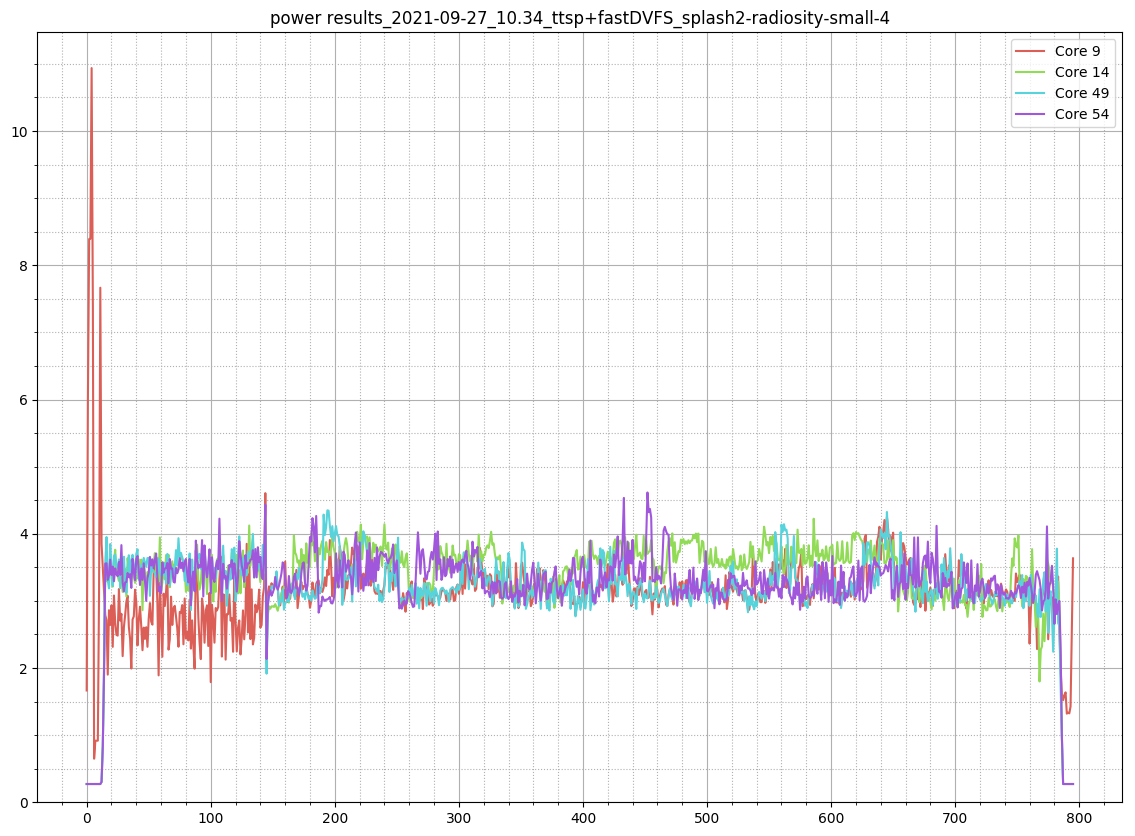 power results_2021-09-27_10.34_ttsp+fastDVFS_splash2-radiosity-small-4
Core 9
Core 14
Core 49
Core 54
10
8
6
4
2
0
0 100 200 300 400 500 600 700 800